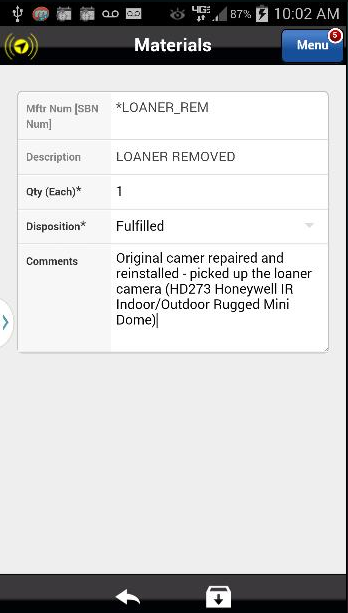 4G 87% 10:02 AM
Materials
Menu 5
Mftr Num [SBN
Num]
*LOANER_REM
Description
LOANER REMOVED
Qty (Each)*
1
Disposition*
Fulfilled
Comments
Original camer repaired and
reinstalled - picked up the loaner
camera (HD273 Honeywell IR
Indoor/Outdoor Rugged Mini
Dome)